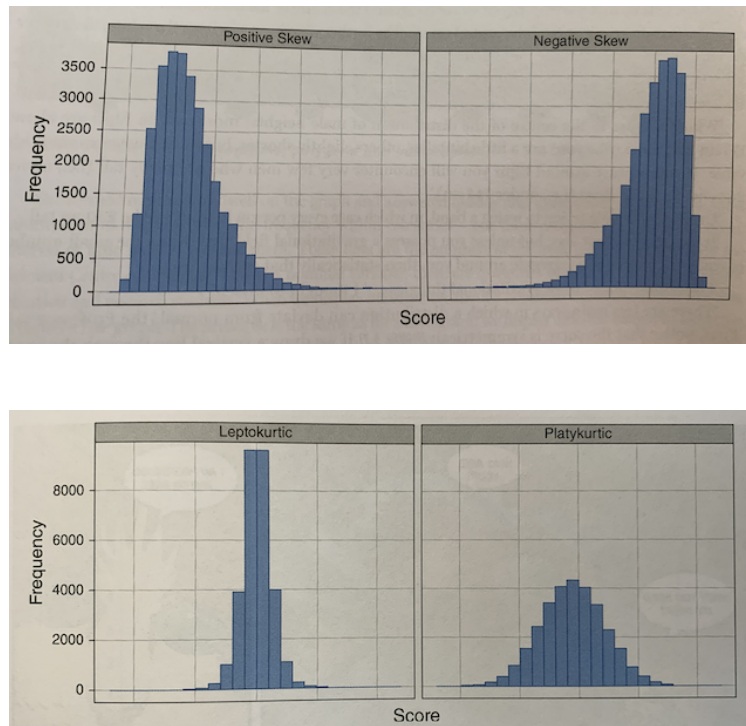 Positive Skew
Negative Skew
Frequency
3500
3000
2500
2000
1500
1000
500
0
Score
Leptokurtic
Platykurtic
Frequency
8000
6000
4000
2000
0
Score